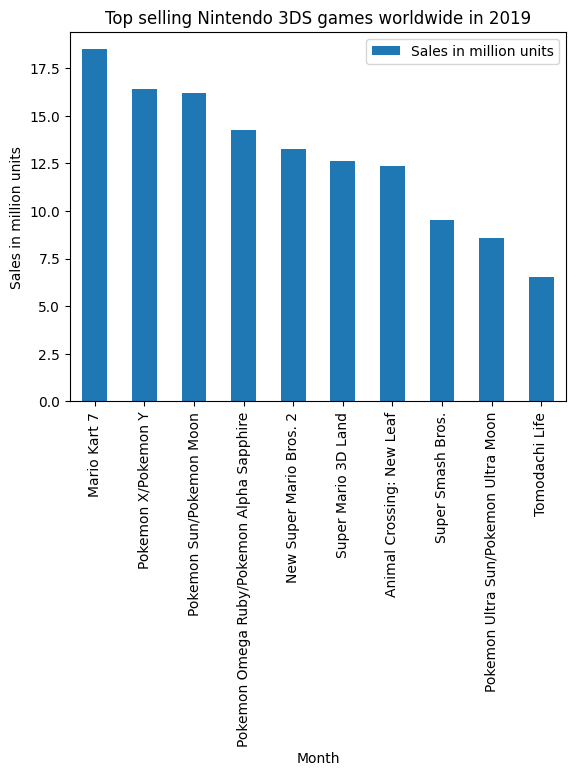 Top selling Nintendo 3DS games worldwide in 2019
Sales in million units
Sales in million units
17.5
15.0
12.5
10.0
7.5
5.0
2.5
0.0
Mario Kart 7
Pokemon X/Pokemon Y
Pokemon Sun/Pokemon Moon
Pokemon Omega Ruby/Pokemon Alpha Sapphire
New Super Mario Bros. 2
Super Mario 3D Land
Animal Crossing: New Leaf
Super Smash Bros.
Pokemon Ultra Sun/Pokemon Ultra Moon
Tomodachi Life
Month